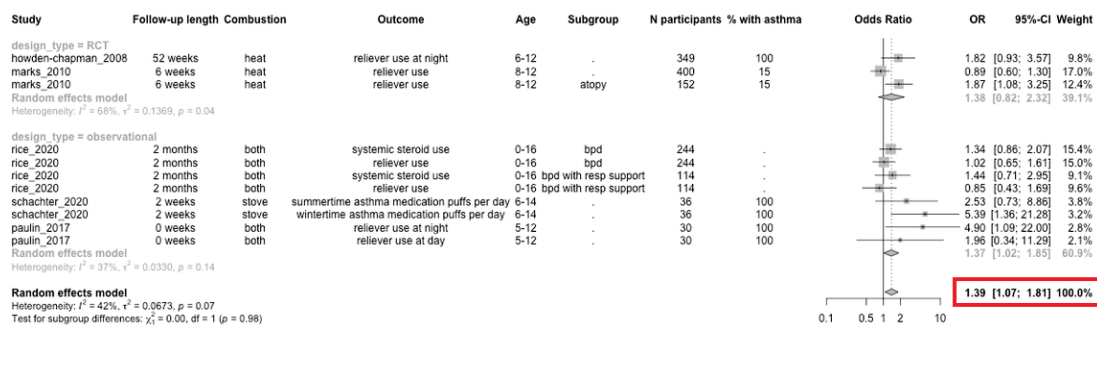 Study Follow-up length Combustion Outcome Age Subgroup N participants % with asthma Odds Ratio OR 95%-CI Weight
design_type = RCT
howden-chapman_2008 52 weeks heat reliever use at night 6-12 . 349 100 1.82 [0.93; 3.57] 9.8%
marks_2010 6 weeks heat reliever use 8-12 . 400 15 0.89 [0.60; 1.30] 17.0%
marks_2010 6 weeks heat reliever use 8-12 atopy 152 15 1.87 [1.08; 3.25] 12.4%
Random effects model 1.38 [0.82; 2.32] 39.1%
Heterogeneity: I² = 68%, τ² = 0.1369, p = 0.04
design_type = observational
rice_2020 2 months both systemic steroid use 0-16 bpd 244 . 1.34 [0.86; 2.07] 15.4%
rice_2020 2 months both reliever use 0-16 bpd 244 . 1.02 [0.65; 1.61] 15.0%
rice_2020 2 months both systemic steroid use 0-16 bpd with resp support 114 . 1.44 [0.71; 2.95] 9.1%
rice_2020 2 months both reliever use 0-16 bpd with resp support 114 . 0.85 [0.43; 1.69] 9.6%
schachter_2020 2 weeks stove summertime asthma medication puffs per day 6-14 . 36 100 2.53 [0.73; 8.86] 3.8%
schachter_2020 2 weeks stove wintertime asthma medication puffs per day 6-14 . 36 100 5.39 [1.36; 21.28] 3.2%
paulin_2017 0 weeks both reliever use at night 5-12 . 30 100 4.90 [1.09; 22.00] 2.8%
paulin_2017 0 weeks both reliever use at day 5-12 . 30 100 1.96 [0.34; 11.29] 2.1%
Random effects model 1.37 [1.02; 1.85] 60.9%
Heterogeneity: I² = 37%, τ² = 0.0330, p = 0.14
Random effects model 1.39 [1.07; 1.81] 100.0%
Heterogeneity: I² = 42%, τ² = 0.0673, p = 0.07
Test for subgroup differences: χ²₁ = 0.00, df = 1 (p = 0.98)
0.1 0.5 1 2 10